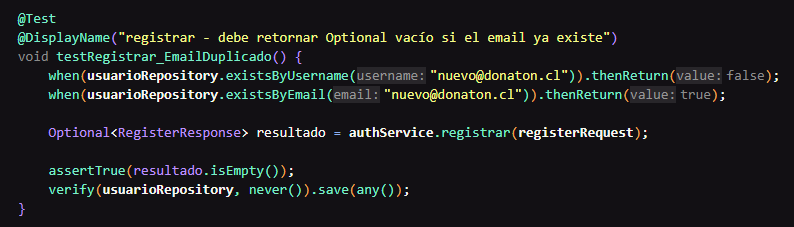 @Test
@DisplayName("registrar - debe retornar Optional vacío si el email ya existe")
void testRegistrar_EmailDuplicado() {
    when(usuarioRepository.existsByUsername(username: "nuevo@donaton.cl")).thenReturn(value: false);
    when(usuarioRepository.existsByEmail(email: "nuevo@donaton.cl")).thenReturn(value: true);

    Optional<RegisterResponse> resultado = authService.registrar(registerRequest);

    assertTrue(resultado.isEmpty());
    verify(usuarioRepository, never()).save(any());
}